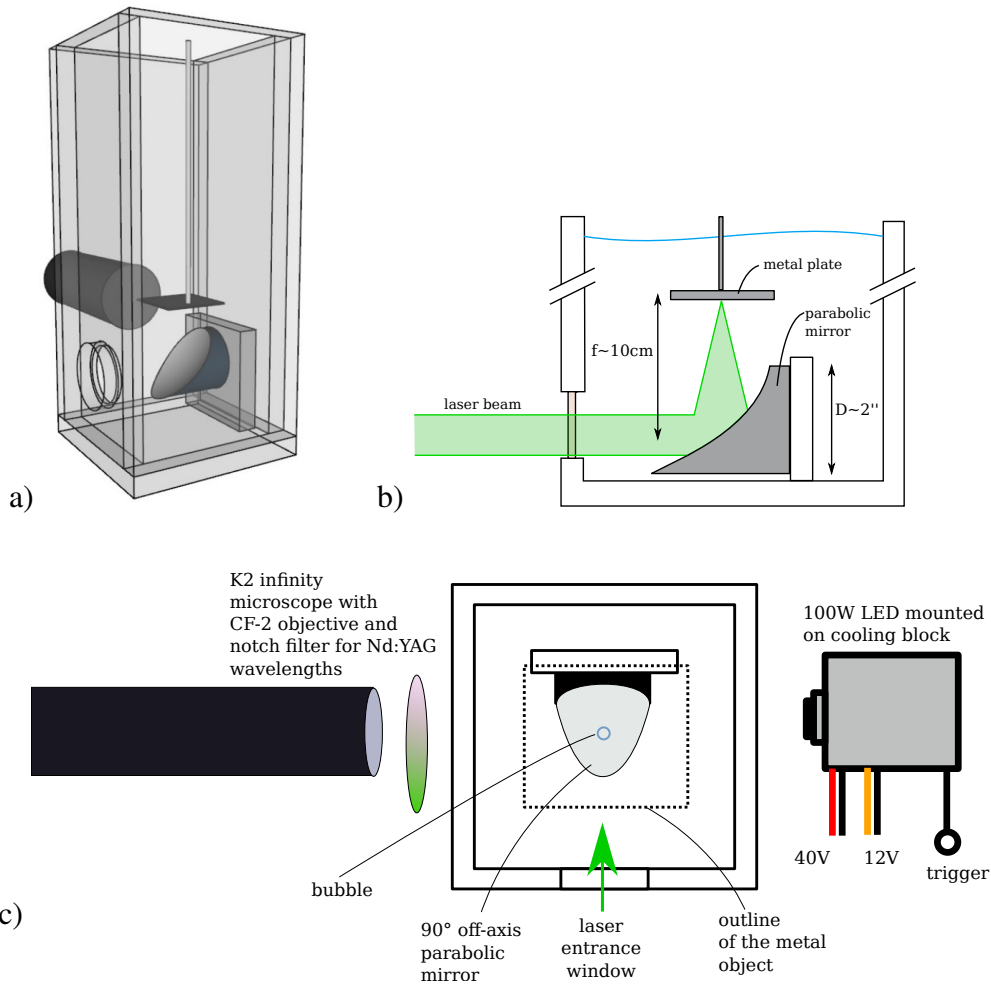 a)
metal plate
parabolic
mirror
f~10cm
laser beam
D~2''
b)
K2 infinity
microscope with
CF-2 objective and
notch filter for Nd:YAG
wavelengths
100W LED mounted
on cooling block
40V
12V
trigger
bubble
c)
90° off-axis
parabolic
mirror
laser
entrance
window
outline
of the metal
object